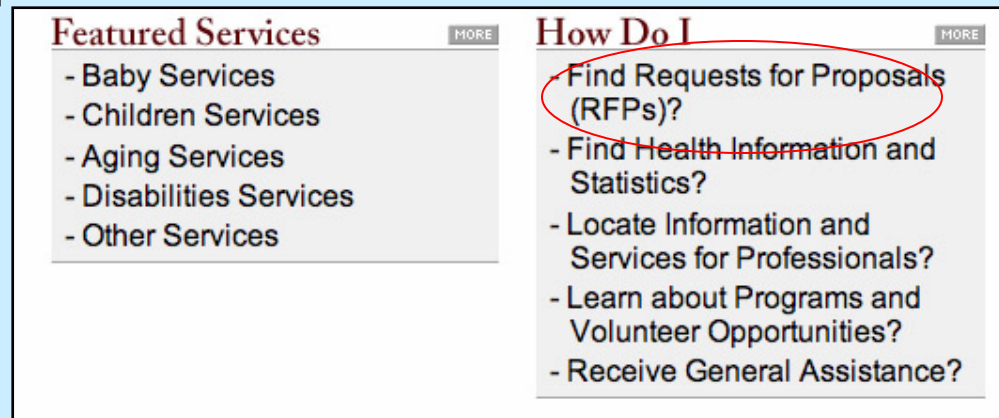 Featured Services
MORE
- Baby Services
- Children Services
- Aging Services
- Disabilities Services
- Other Services
How Do I
MORE
- Find Requests for Proposals
(RFPs)?
- Find Health Information and
Statistics?
- Locate Information and
Services for Professionals?
- Learn about Programs and
Volunteer Opportunities?
- Receive General Assistance?